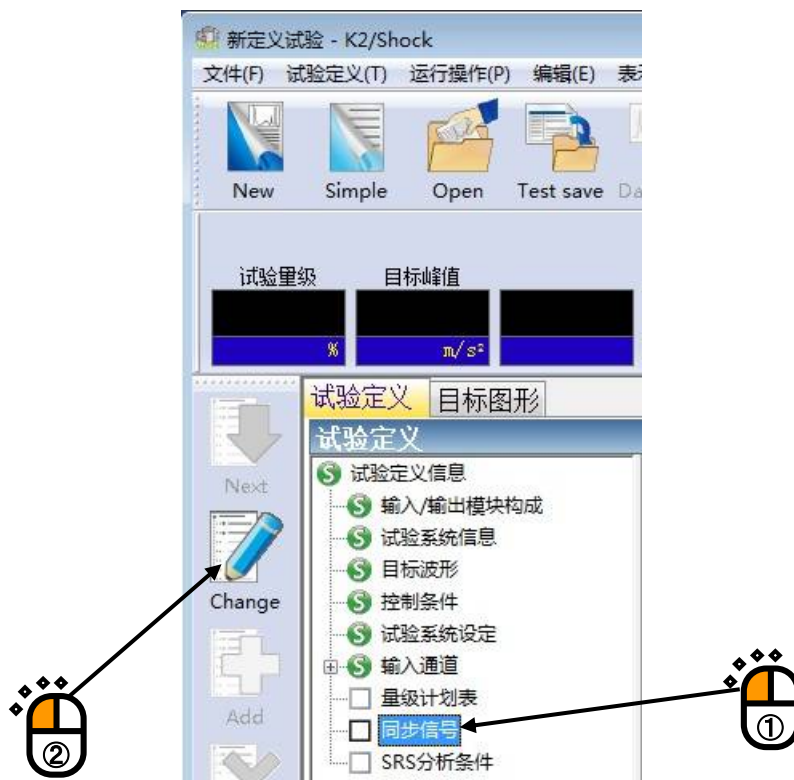 新定义试验 - K2/Shock
文件(F) 试验定义(T) 运行操作(P) 编辑(E)
New Simple Open Test save
试验量级 目标峰值
% m/s²
试验定义 目标图形
试验定义
Next
试验定义信息
输入/输出模块构成
试验系统信息
目标波形
Change
控制条件
试验系统设定
输入通道
量级计划表
Add
同步信号
SRS分析条件
①
②